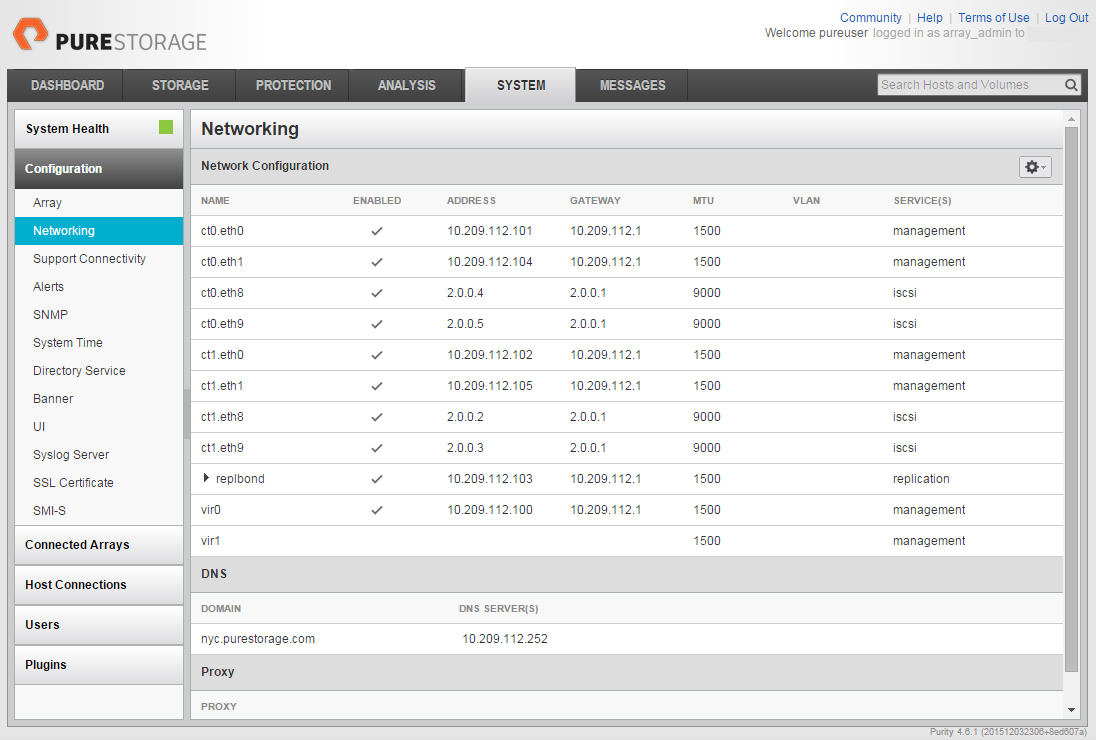 Community | Help | Terms of Use | Log Out
PURESTORAGE
Welcome pureuser logged in as array_admin to
DASHBOARD STORAGE PROTECTION ANALYSIS SYSTEM MESSAGES Search Hosts and Volumes
System Health
Configuration
Array
Networking
Support Connectivity
Alerts
SNMP
System Time
Directory Service
Banner
UI
Syslog Server
SSL Certificate
SMI-S
Connected Arrays
Host Connections
Users
Plugins
Networking
Network Configuration
NAME ENABLED ADDRESS GATEWAY MTU VLAN SERVICE(S)
ct0.eth0 ✓ 10.209.112.101 10.209.112.1 1500 management
ct0.eth1 ✓ 10.209.112.104 10.209.112.1 1500 management
ct0.eth8 ✓ 2.0.0.4 2.0.0.1 9000 iscsi
ct0.eth9 ✓ 2.0.0.5 2.0.0.1 9000 iscsi
ct1.eth0 ✓ 10.209.112.102 10.209.112.1 1500 management
ct1.eth1 ✓ 10.209.112.105 10.209.112.1 1500 management
ct1.eth8 ✓ 2.0.0.2 2.0.0.1 9000 iscsi
ct1.eth9 ✓ 2.0.0.3 2.0.0.1 9000 iscsi
replbond ✓ 10.209.112.103 10.209.112.1 1500 replication
vir0 ✓ 10.209.112.100 10.209.112.1 1500 management
vir1 1500 management
DNS
DOMAIN DNS SERVER(S)
nyc.purestorage.com 10.209.112.252
Proxy
PROXY
Purity 4.6.1 (201512032306+8ed607a)